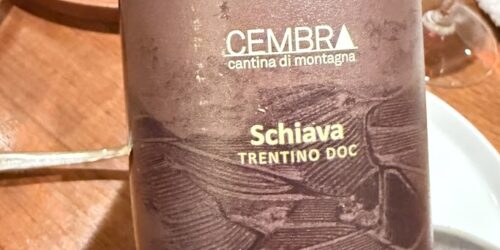 CEMBRA
cantina di montagna
Schiava
TRENTINO DOC